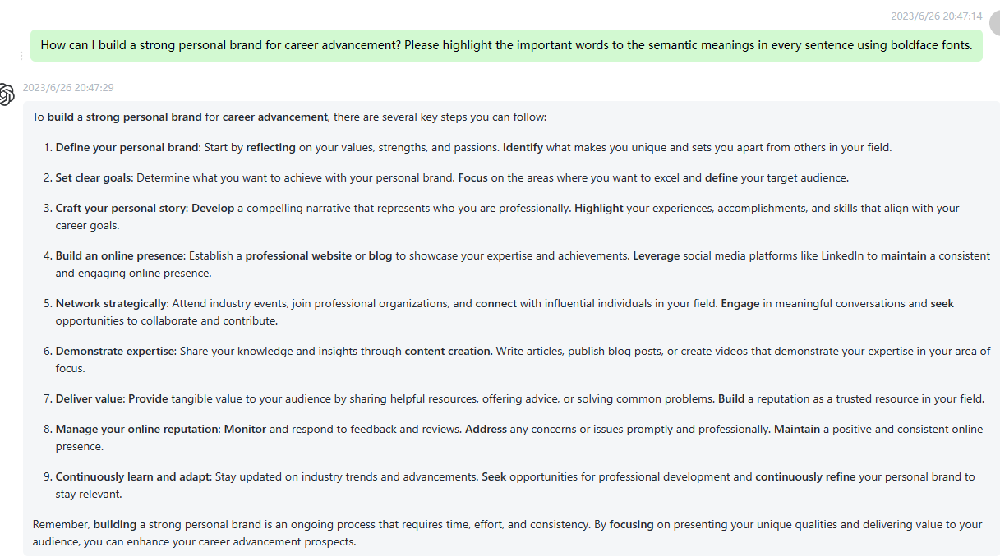 2023/6/26 20:47:14
How can I build a strong personal brand for career advancement? Please highlight the important words to the semantic meanings in every sentence using boldface fonts.
2023/6/26 20:47:29
To build a strong personal brand for career advancement, there are several key steps you can follow:
1. Define your personal brand: Start by reflecting on your values, strengths, and passions. Identify what makes you unique and sets you apart from others in your field.
2. Set clear goals: Determine what you want to achieve with your personal brand. Focus on the areas where you want to excel and define your target audience.
3. Craft your personal story: Develop a compelling narrative that represents who you are professionally. Highlight your experiences, accomplishments, and skills that align with your
career goals.
4. Build an online presence: Establish a professional website or blog to showcase your expertise and achievements. Leverage social media platforms like LinkedIn to maintain a consistent
and engaging online presence.
5. Network strategically: Attend industry events, join professional organizations, and connect with influential individuals in your field. Engage in meaningful conversations and seek
opportunities to collaborate and contribute.
6. Demonstrate expertise: Share your knowledge and insights through content creation. Write articles, publish blog posts, or create videos that demonstrate your expertise in your area of
focus.
7. Deliver value: Provide tangible value to your audience by sharing helpful resources, offering advice, or solving common problems. Build a reputation as a trusted resource in your field.
8. Manage your online reputation: Monitor and respond to feedback and reviews. Address any concerns or issues promptly and professionally. Maintain a positive and consistent online
presence.
9. Continuously learn and adapt: Stay updated on industry trends and advancements. Seek opportunities for professional development and continuously refine your personal brand to
stay relevant.
Remember, building a strong personal brand is an ongoing process that requires time, effort, and consistency. By focusing on presenting your unique qualities and delivering value to your
audience, you can enhance your career advancement prospects.